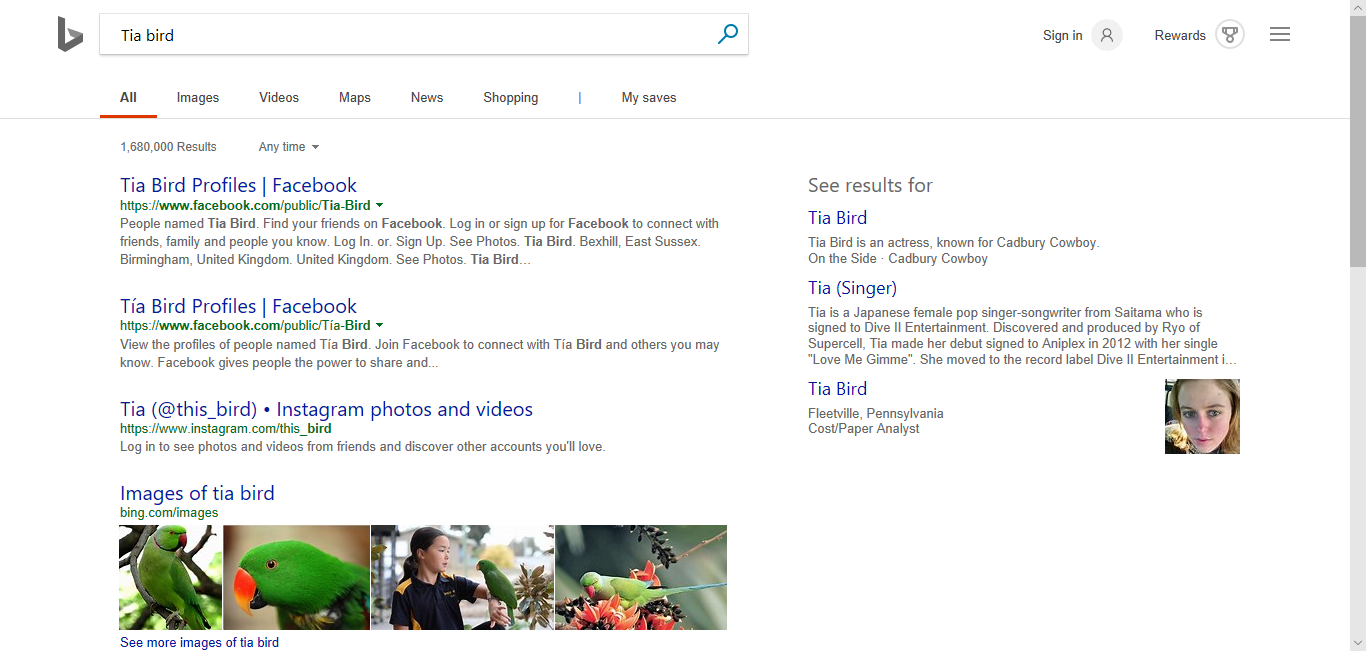 Tia bird
Sign in
Rewards
All
Images
Videos
Maps
News
Shopping
|
My saves
1,680,000 Results
Any time
Tia Bird Profiles | Facebook
https://www.facebook.com/public/Tia-Bird
People named Tia Bird. Find your friends on Facebook. Log in or sign up for Facebook to connect with
friends, family and people you know. Log In. or. Sign Up. See Photos. Tia Bird. Bexhill, East Sussex.
Birmingham, United Kingdom. United Kingdom. See Photos. Tia Bird…
Tía Bird Profiles | Facebook
https://www.facebook.com/public/Tía-Bird
View the profiles of people named Tía Bird. Join Facebook to connect with Tía Bird and others you may
know. Facebook gives people the power to share and...
Tia (@this_bird) • Instagram photos and videos
https://www.instagram.com/this_bird
Log in to see photos and videos from friends and discover other accounts you'll love.
Images of tia bird
bing.com/images
See more images of tia bird
See results for
Tia Bird
Tia Bird is an actress, known for Cadbury Cowboy.
On the Side · Cadbury Cowboy
Tia (Singer)
Tia is a Japanese female pop singer-songwriter from Saitama who is
signed to Dive II Entertainment. Discovered and produced by Ryo of
Supercell, Tia made her debut signed to Aniplex in 2012 with her single
"Love Me Gimme". She moved to the record label Dive II Entertainment i…
Tia Bird
Fleetville, Pennsylvania
Cost/Paper Analyst